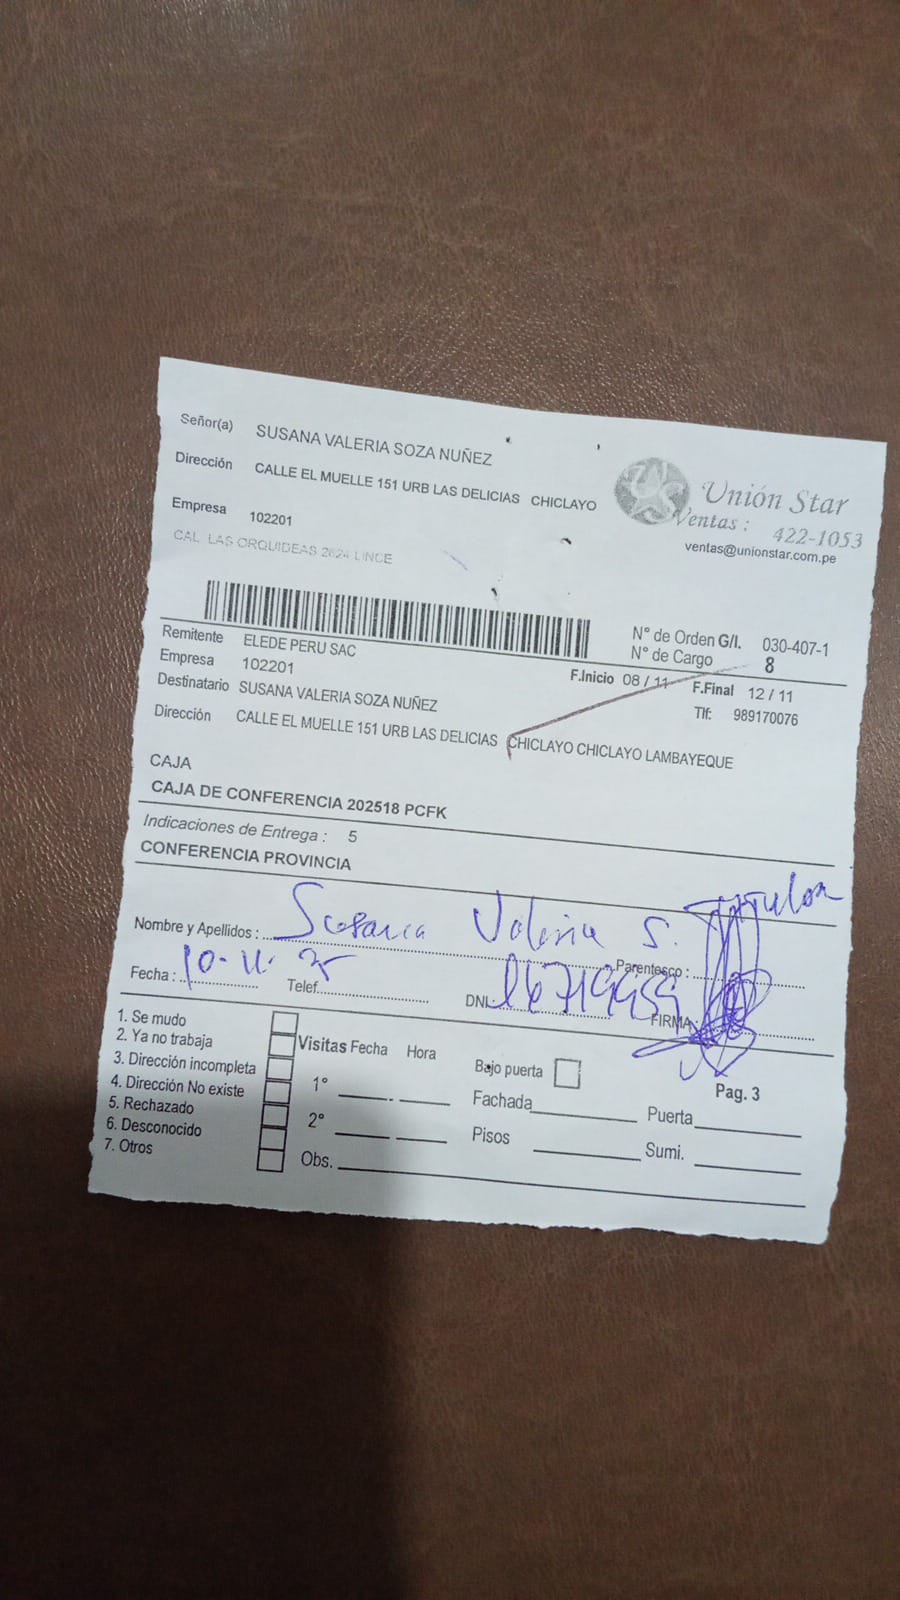 Señor(a) SUSANA VALERIA SOZA NUÑEZ
Dirección CALLE EL MUELLE 151 URB LAS DELICIAS CHICLAYO
Unión Star
Ventas : 422-1053
ventas@unionstar.com.pe
Empresa 102201
CAL LAS ORQUIDEAS 2624 LINCE
N° de Orden G/I. 030-407-1
N° de Cargo 8
Remitente ELEDE PERU SAC
Empresa 102201
F.Inicio 08 / 11 F.Final 12 / 11
Destinatario SUSANA VALERIA SOZA NUÑEZ
Tlf: 989170076
Dirección CALLE EL MUELLE 151 URB LAS DELICIAS CHICLAYO CHICLAYO LAMBAYEQUE
CAJA
CAJA DE CONFERENCIA 202518 PCFK
Indicaciones de Entrega : 5
CONFERENCIA PROVINCIA
Nombre y Apellidos : Susana Valeria S.
Parentesco : Titular
Fecha : 10-11-25 Telef. DNI FIRMA
1. Se mudo
2. Ya no trabaja
3. Dirección incompleta
4. Dirección No existe
5. Rechazado
6. Desconocido
7. Otros
Visitas Fecha Hora
1°
2°
Obs.
Bajo puerta
Pag. 3
Fachada Puerta
Pisos Sumi.